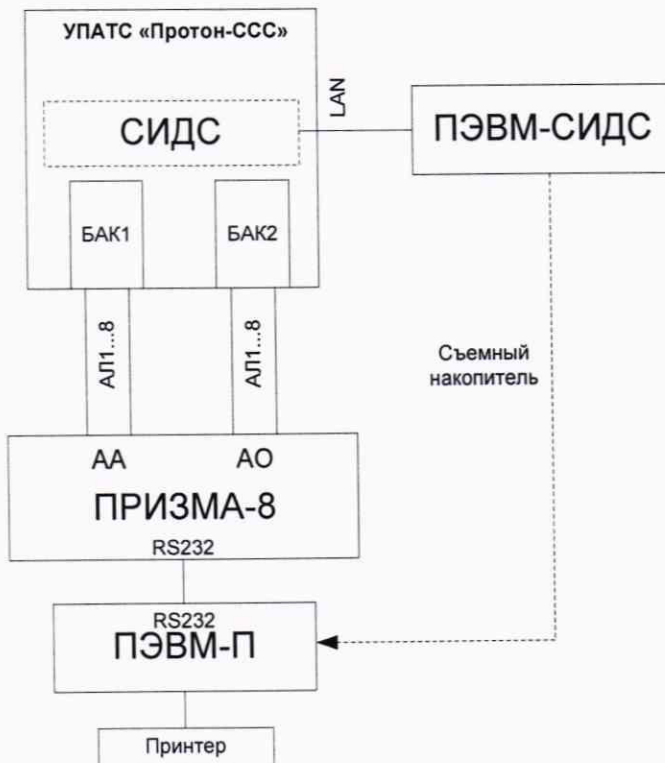 УПАТС «Протон-ССС»
LAN
СИДС
ПЭВМ-СИДС
БАК1
БАК2
АЛ1...8
АЛ1...8
Съемный
накопитель
АА
АО
ПРИЗМА-8
RS232
RS232
ПЭВМ-П
Принтер